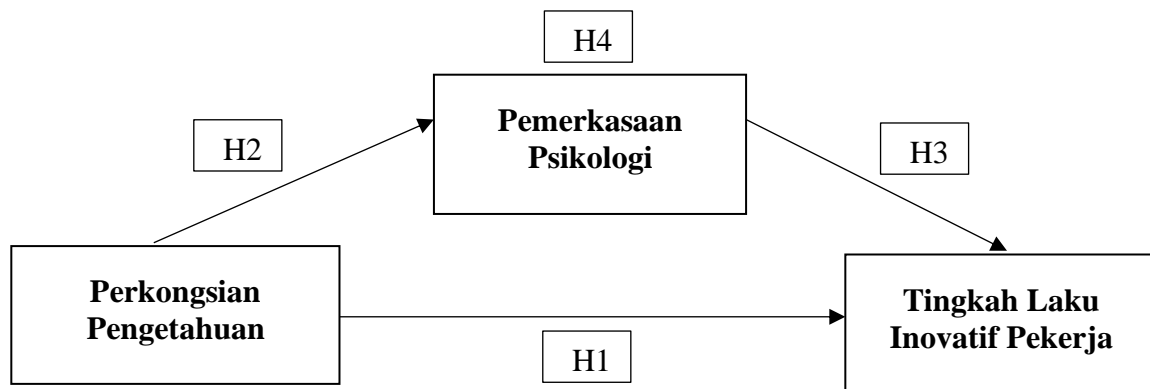 H4
Pemerkasaan
Psikologi
H2
H3
Perkongsian
Pengetahuan
Tingkah Laku
Inovatif Pekerja
H1